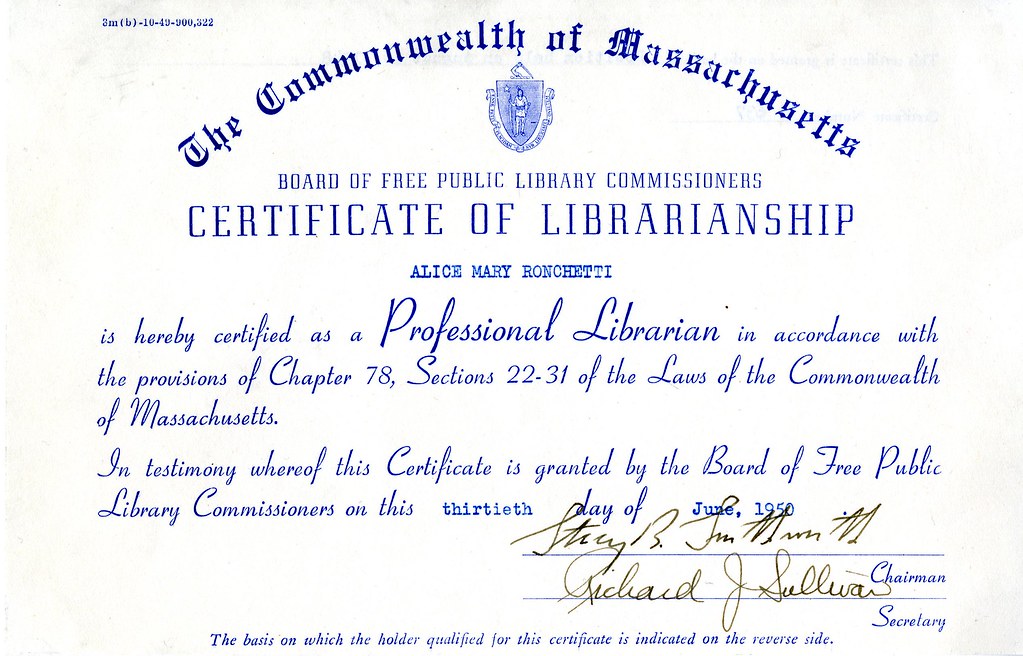 3m(b)-10-49-900,322
The Commonwealth of Massachusetts
BOARD OF FREE PUBLIC LIBRARY COMMISSIONERS
CERTIFICATE OF LIBRARIANSHIP
ALICE MARY RONCHETTI
is hereby certified as a Professional Librarian in accordance with
the provisions of Chapter 78, Sections 22-31 of the Laws of the Commonwealth
of Massachusetts.
In testimony whereof this Certificate is granted by the Board of Free Public
Library Commissioners on this thirtieth day of June, 1950.
Stacy B. Southworth
Chairman
Richard J Sullivan
Secretary
The basis on which the holder qualified for this certificate is indicated on the reverse side.